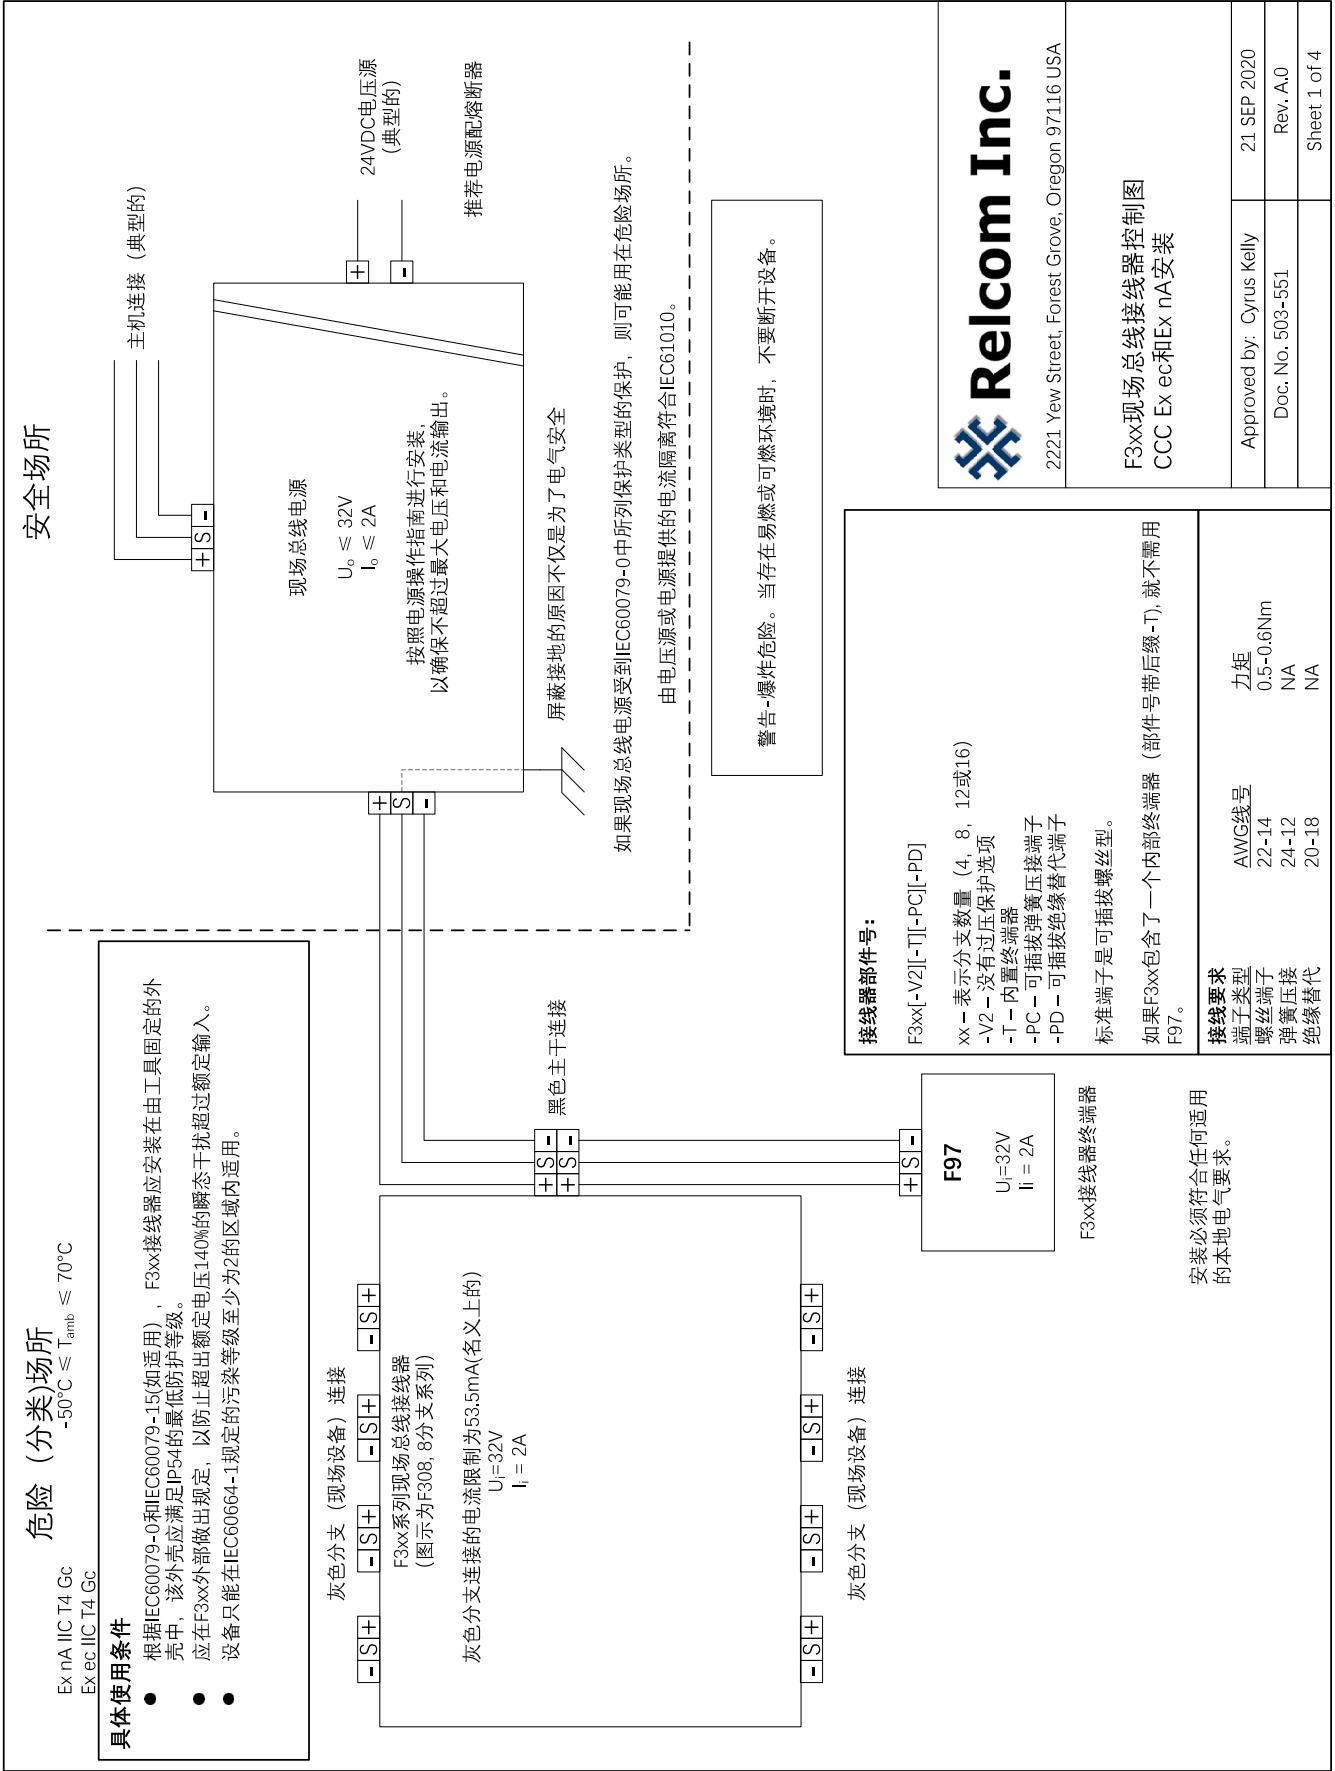 危险（分类)场所
-50°C ≤ Tamb ≤ 70°C
Ex nA IIC T4 Gc
Ex ec IIC T4 Gc
具体使用条件
● 根据IEC60079-0和IEC60079-15(如适用），F3xx接线器应安装在由工具固定的外
壳中，该外壳应满足IP54的最低防护等级。
● 应在F3xx外部做出规定，以防止超出额定电压140%的瞬态干扰超过额定输入。
● 设备只能在IEC60664-1规定的污染等级至少为2的区域内适用。
灰色分支（现场设备）连接
- S +
- S +
- S +
- S +
F3xx系列现场总线接线器
(图示为F308, 8分支系列)
灰色分支连接的电流限制为53.5mA(名义上的)
Ui=32V
Ii = 2A
- S +
- S +
- S +
- S +
灰色分支（现场设备）连接
黑色主干连接
+ S -
+ S -
+ S -
F97
Ui=32V
Ii = 2A
F3xx接线器终端器
安装必须符合任何适用
的本地电气要求。
安全场所
主机连接（典型的）
+ S -
现场总线电源
Uo ≤ 32V
Io ≤ 2A
按照电源操作指南进行安装，
以确保不超过最大电压和电流输出。
+
S
-
+
-
24VDC电压源
(典型的）
推荐电源配熔断器
屏蔽接地的原因不仅是为了电气安全
如果现场总线电源受到IEC60079-0中所列保护类型的保护，则可能用在危险场所。
由电压源或电源提供的电流隔离符合IEC61010。
警告-爆炸危险。当存在易燃或可燃环境时，不要断开设备。
接线器部件号：
F3xx[-V2][-T][-PC][-PD]
xx – 表示分支数量（4，8，12或16）
-V2 – 没有过压保护选项
-T – 内置终端器
-PC – 可插拔弹簧压接端子
-PD – 可插拔绝缘替代端子
标准端子是可插拔螺丝型。
如果F3xx包含了一个内部终端器（部件号带后缀-T), 就不需用
F97。
接线要求
端子类型 AWG线号 力矩
螺丝端子 22-14 0.5-0.6Nm
弹簧压接 24-12 NA
绝缘替代 20-18 NA
Relcom Inc.
2221 Yew Street, Forest Grove, Oregon 97116 USA
F3xx现场总线接线器控制图
CCC Ex ec和Ex nA安装
Approved by: Cyrus Kelly 21 SEP 2020
Doc. No. 503-551 Rev. A.0
Sheet 1 of 4